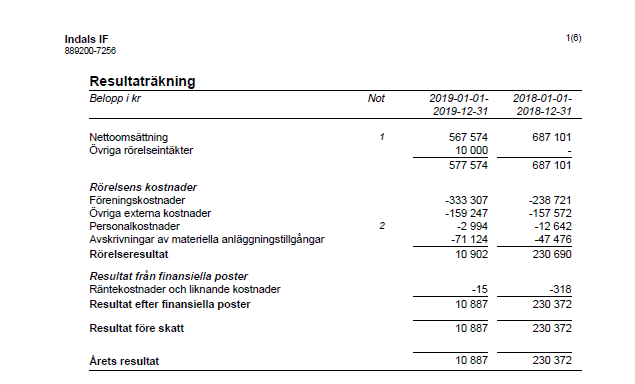 Indals IF 1(6)
889200-7256
Resultaträkning
Belopp i kr Not 2019-01-01- 2018-01-01-
2019-12-31 2018-12-31
Nettoomsättning 1 567 574 687 101
Övriga rörelseintäkter 10 000 -
577 574 687 101
Rörelsens kostnader
Föreningskostnader -333 307 -238 721
Övriga externa kostnader -159 247 -157 572
Personalkostnader 2 -2 994 -12 642
Avskrivningar av materiella anläggningstillgångar -71 124 -47 476
Rörelseresultat 10 902 230 690
Resultat från finansiella poster
Räntekostnader och liknande kostnader -15 -318
Resultat efter finansiella poster 10 887 230 372
Resultat före skatt 10 887 230 372
Årets resultat 10 887 230 372